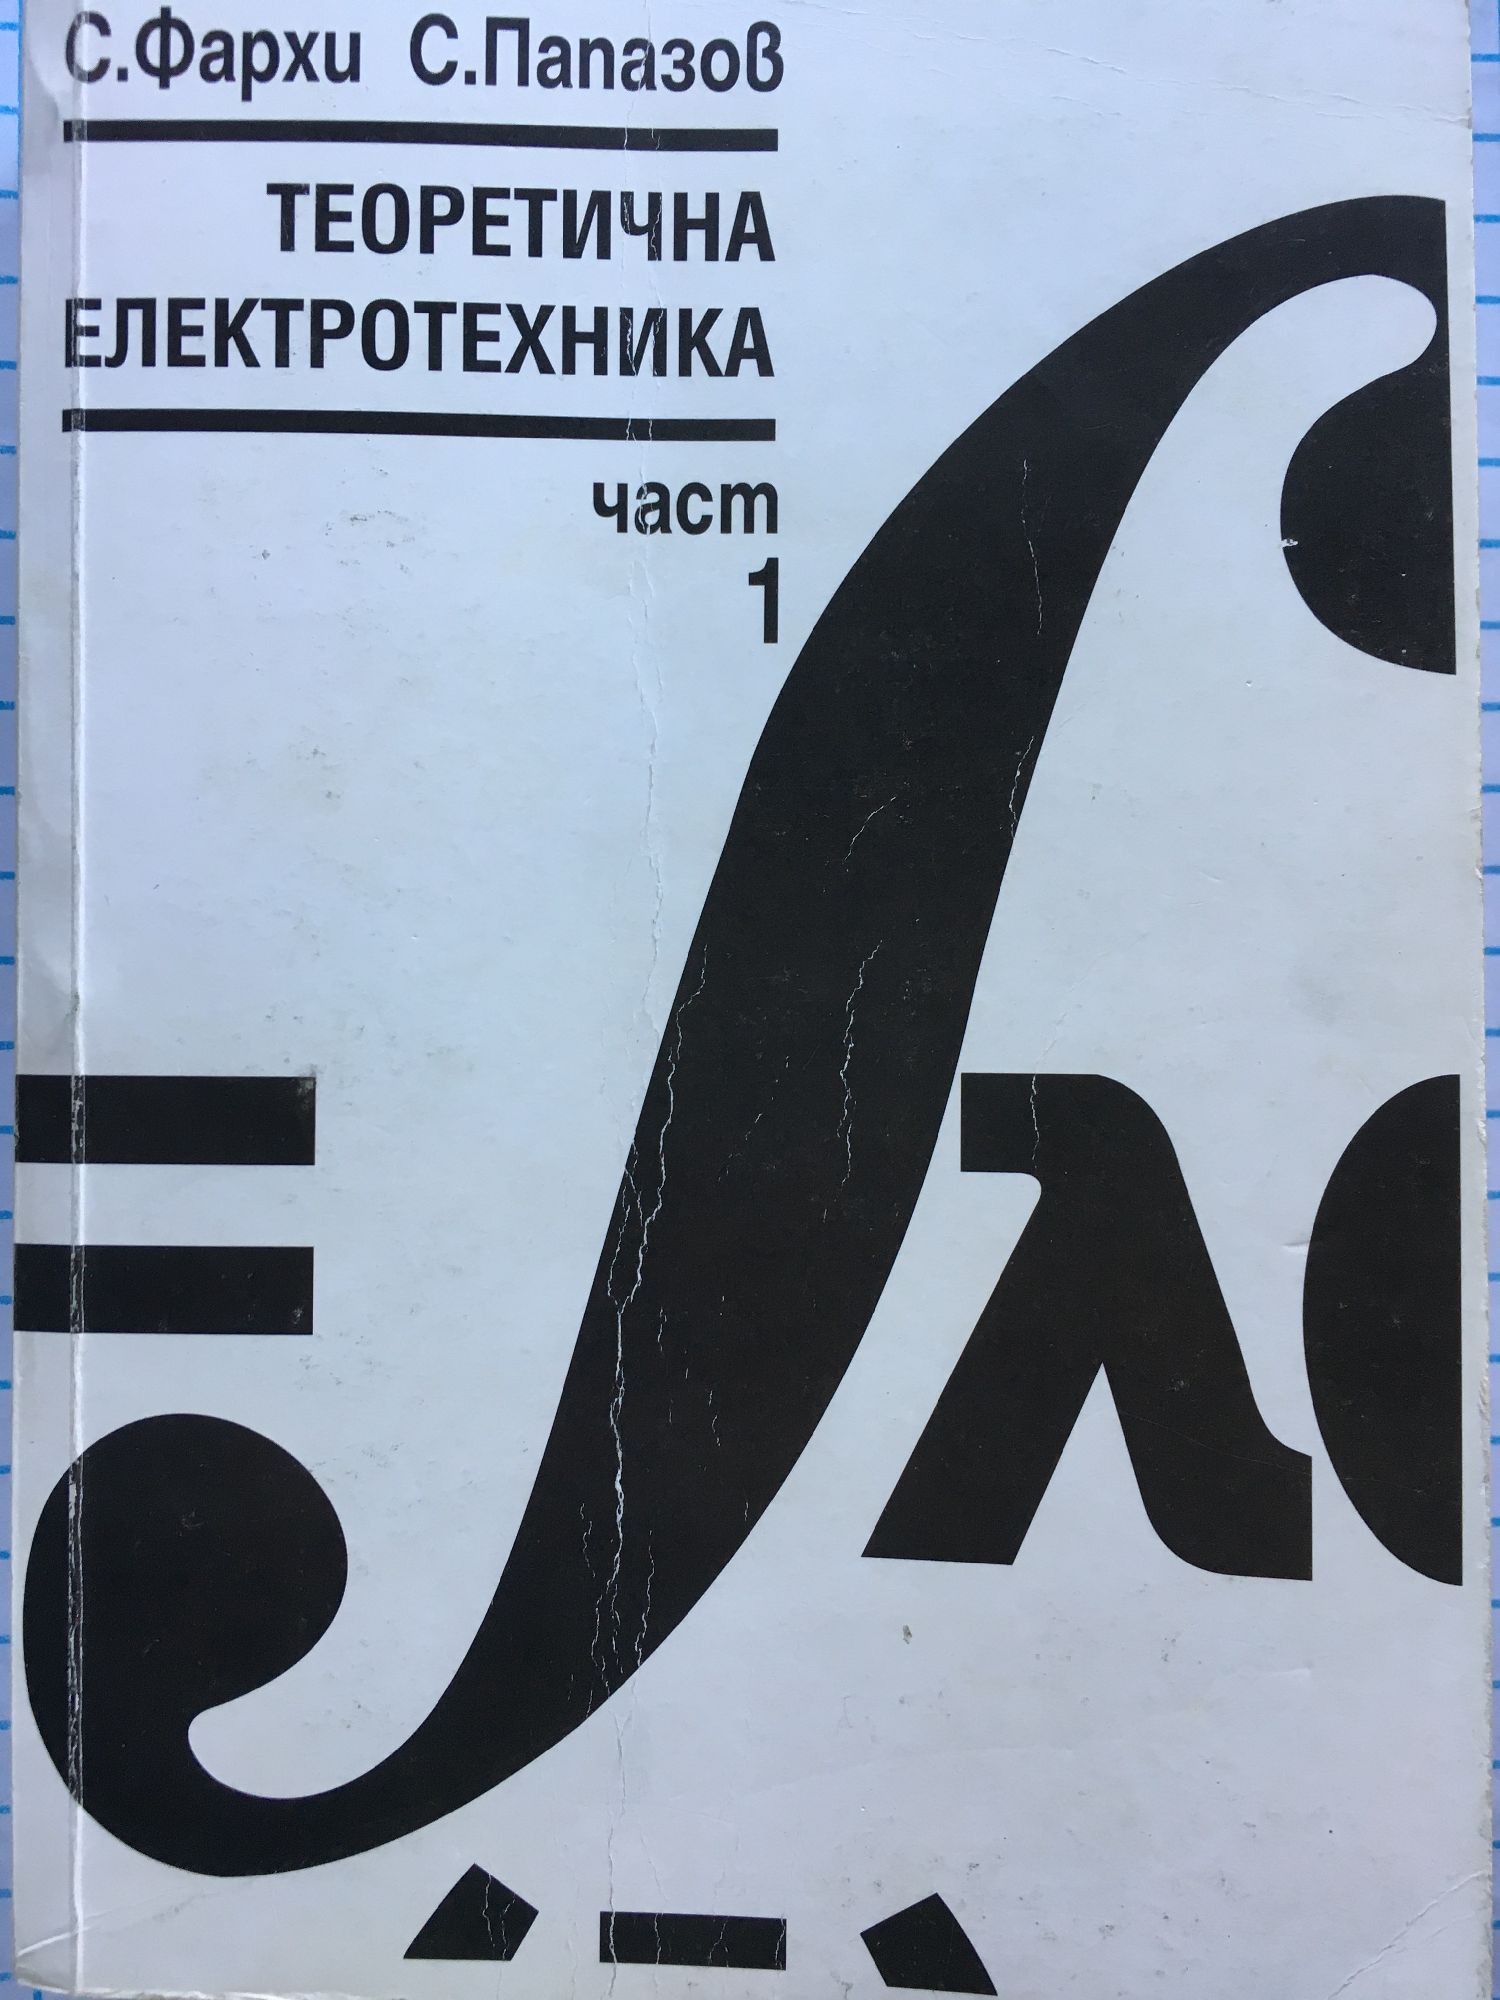 С.Фархи С.Папазов
ТЕОРЕТИЧНА
ЕЛЕКТРОТЕХНИКА
част
1
= ∫ λ